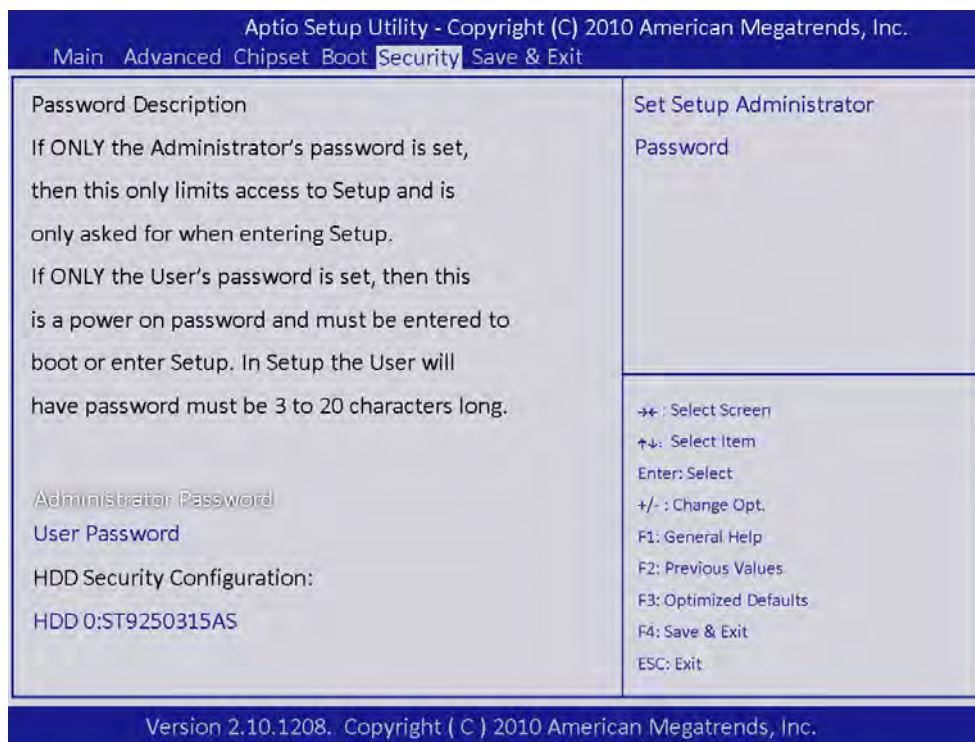 Aptio Setup Utility - Copyright (C) 2010 American Megatrends, Inc.
Main Advanced Chipset Boot Security Save & Exit
Password Description
If ONLY the Administrator's password is set,
then this only limits access to Setup and is
only asked for when entering Setup.
If ONLY the User's password is set, then this
is a power on password and must be entered to
boot or enter Setup. In Setup the User will
have password must be 3 to 20 characters long.
Administrator Password
User Password
HDD Security Configuration:
HDD 0:ST9250315AS
Set Setup Administrator
Password
→← : Select Screen
↑↓: Select Item
Enter: Select
+/- : Change Opt.
F1: General Help
F2: Previous Values
F3: Optimized Defaults
F4: Save & Exit
ESC: Exit
Version 2.10.1208. Copyright ( C ) 2010 American Megatrends, Inc.